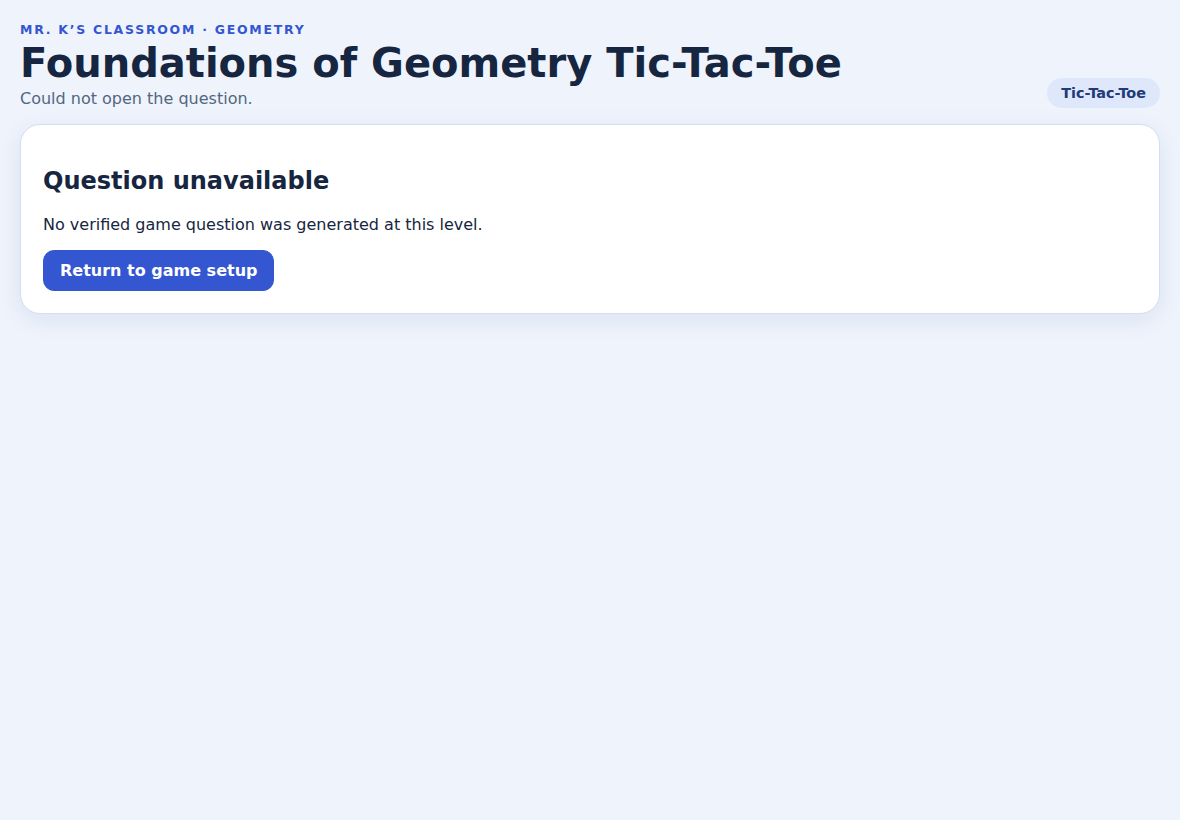 MR. K’S CLASSROOM · GEOMETRY
Foundations of Geometry Tic-Tac-Toe
Could not open the question.
Tic-Tac-Toe
Question unavailable
No verified game question was generated at this level.
Return to game setup